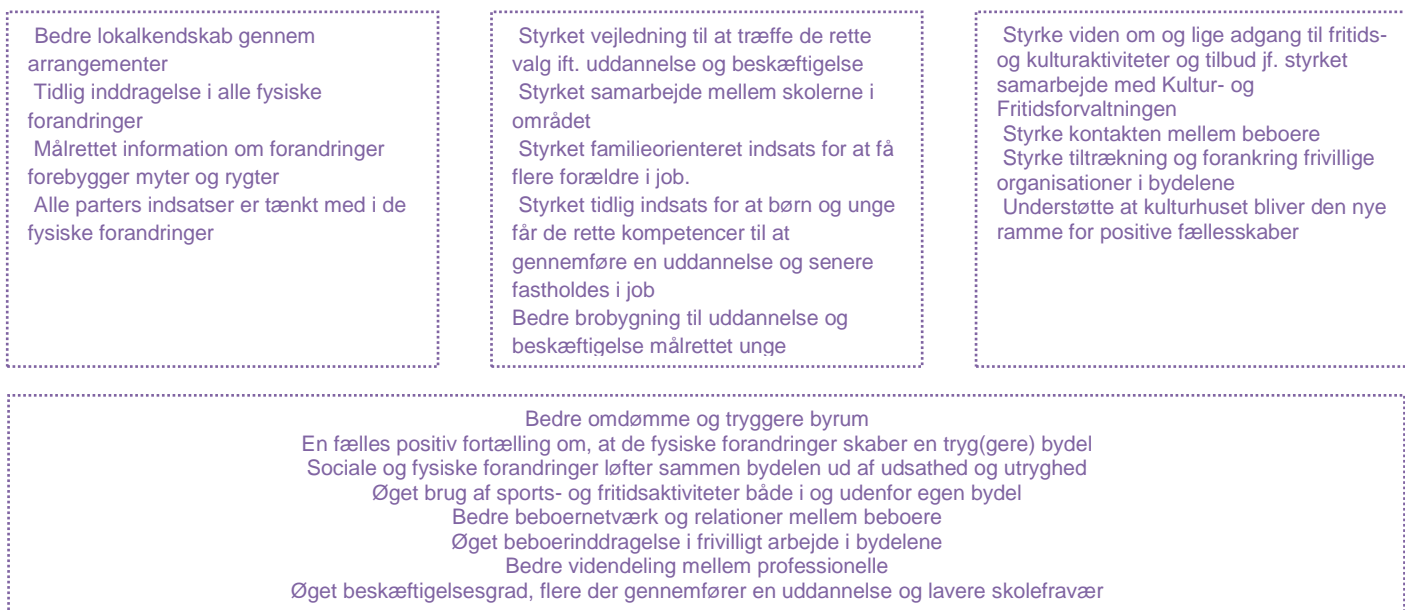 Bedre lokalkendskab gennem
arrangementer
Tidlig inddragelse i alle fysiske
forandringer
Målrettet information om forandringer
forebygger myter og rygter
Alle parters indsatser er tænkt med i de
fysiske forandringer
Styrket vejledning til at træffe de rette
valg ift. uddannelse og beskæftigelse
Styrket samarbejde mellem skolerne i
området
Styrket familieorienteret indsats for at få
flere forældre i job.
Styrket tidlig indsats for at børn og unge
får de rette kompetencer til at
gennemføre en uddannelse og senere
fastholdes i job
Bedre brobygning til uddannelse og
beskæftigelse målrettet unge
Styrke viden om og lige adgang til fritids-
og kulturaktiviteter og tilbud jf. styrket
samarbejde med Kultur- og
Fritidsforvaltningen
Styrke kontakten mellem beboere
Styrke tiltrækning og forankring frivillige
organisationer i bydelene
Understøtte at kulturhuset bliver den nye
ramme for positive fællesskaber
Bedre omdømme og tryggere byrum
En fælles positiv fortælling om, at de fysiske forandringer skaber en tryg(gere) bydel
Sociale og fysiske forandringer løfter sammen bydelen ud af udsathed og utryghed
Øget brug af sports- og fritidsaktiviteter både i og udenfor egen bydel
Bedre beboernetværk og relationer mellem beboere
Øget beboerinddragelse i frivilligt arbejde i bydelene
Bedre videndeling mellem professionelle
Øget beskæftigelsesgrad, flere der gennemfører en uddannelse og lavere skolefravær